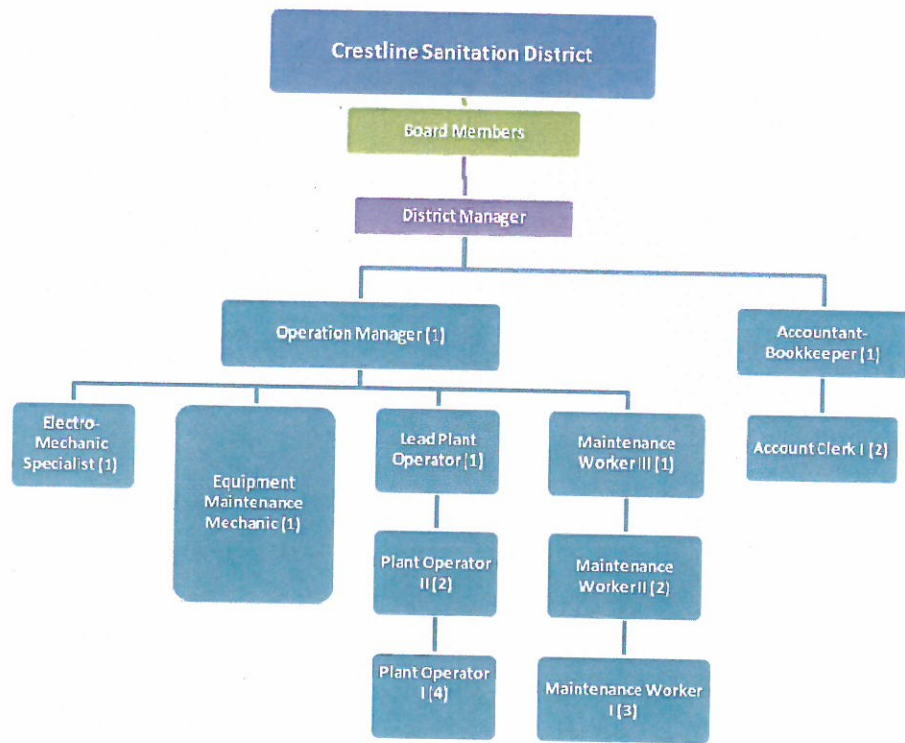 Crestline Sanitation District
Board Members
District Manager
Operation Manager (1)
Accountant-
Bookkeeper (1)
Electro-
Mechanic
Specialist (1)
Equipment
Maintenance
Mechanic (1)
Lead Plant
Operator (1)
Maintenance
Worker III (1)
Account Clerk I (2)
Plant Operator
II (2)
Maintenance
Worker II (2)
Plant Operator
I (4)
Maintenance Worker
I (3)